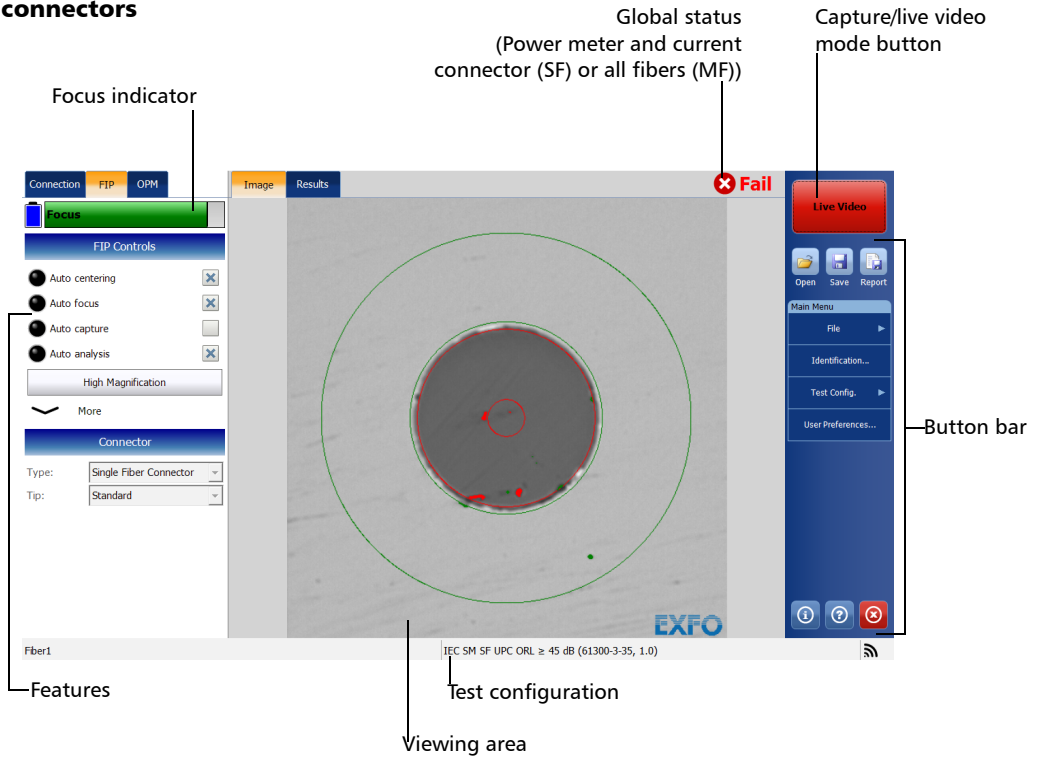 connectors
Global status
(Power meter and current
connector (SF) or all fibers (MF))
Capture/live video
mode button
Focus indicator
Connection
FIP
OPM
Image
Results
Fail
Live Video
Focus
FIP Controls
Auto centering
Auto focus
Auto capture
Auto analysis
High Magnification
More
Connector
Type:
Single Fiber Connector
Tip:
Standard
Open
Save
Report
Main Menu
File
Identification...
Test Config.
User Preferences...
Button bar
EXFO
Fiber1
IEC SM SF UPC ORL ≥ 45 dB (61300-3-35, 1.0)
Features
Test configuration
Viewing area